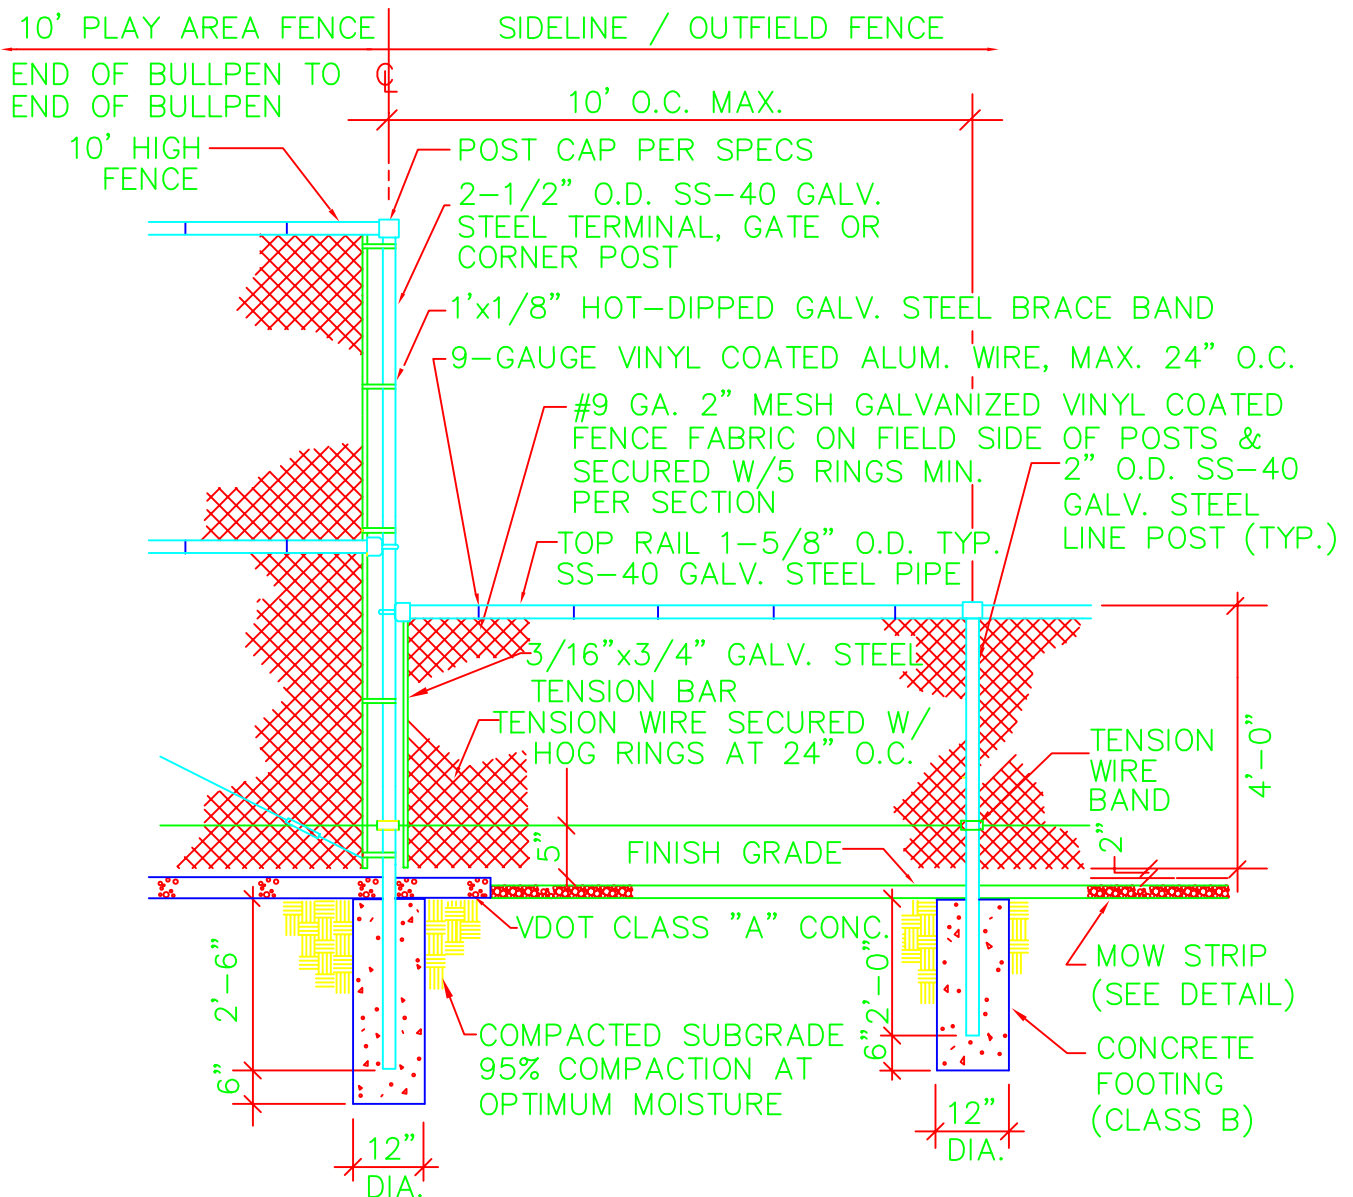 10' PLAY AREA FENCE
SIDELINE / OUTFIELD FENCE
END OF BULLPEN TO ℄
END OF BULLPEN
10' O.C. MAX.
10' HIGH
FENCE
POST CAP PER SPECS
2-1/2" O.D. SS-40 GALV.
STEEL TERMINAL, GATE OR
CORNER POST
1'x1/8" HOT-DIPPED GALV. STEEL BRACE BAND
9-GAUGE VINYL COATED ALUM. WIRE, MAX. 24" O.C.
#9 GA. 2" MESH GALVANIZED VINYL COATED
FENCE FABRIC ON FIELD SIDE OF POSTS &
SECURED W/5 RINGS MIN.
PER SECTION
2" O.D. SS-40
GALV. STEEL
LINE POST (TYP.)
TOP RAIL 1-5/8" O.D. TYP.
SS-40 GALV. STEEL PIPE
3/16"x3/4" GALV. STEEL
TENSION BAR
TENSION WIRE SECURED W/
HOG RINGS AT 24" O.C.
TENSION
WIRE
BAND
4'-0"
2"
5"
FINISH GRADE
VDOT CLASS "A" CONC.
MOW STRIP
(SEE DETAIL)
2'-6"
6"
2'-0"
6"
COMPACTED SUBGRADE
95% COMPACTION AT
OPTIMUM MOISTURE
CONCRETE
FOOTING
(CLASS B)
12"
DIA.
12"
DIA.